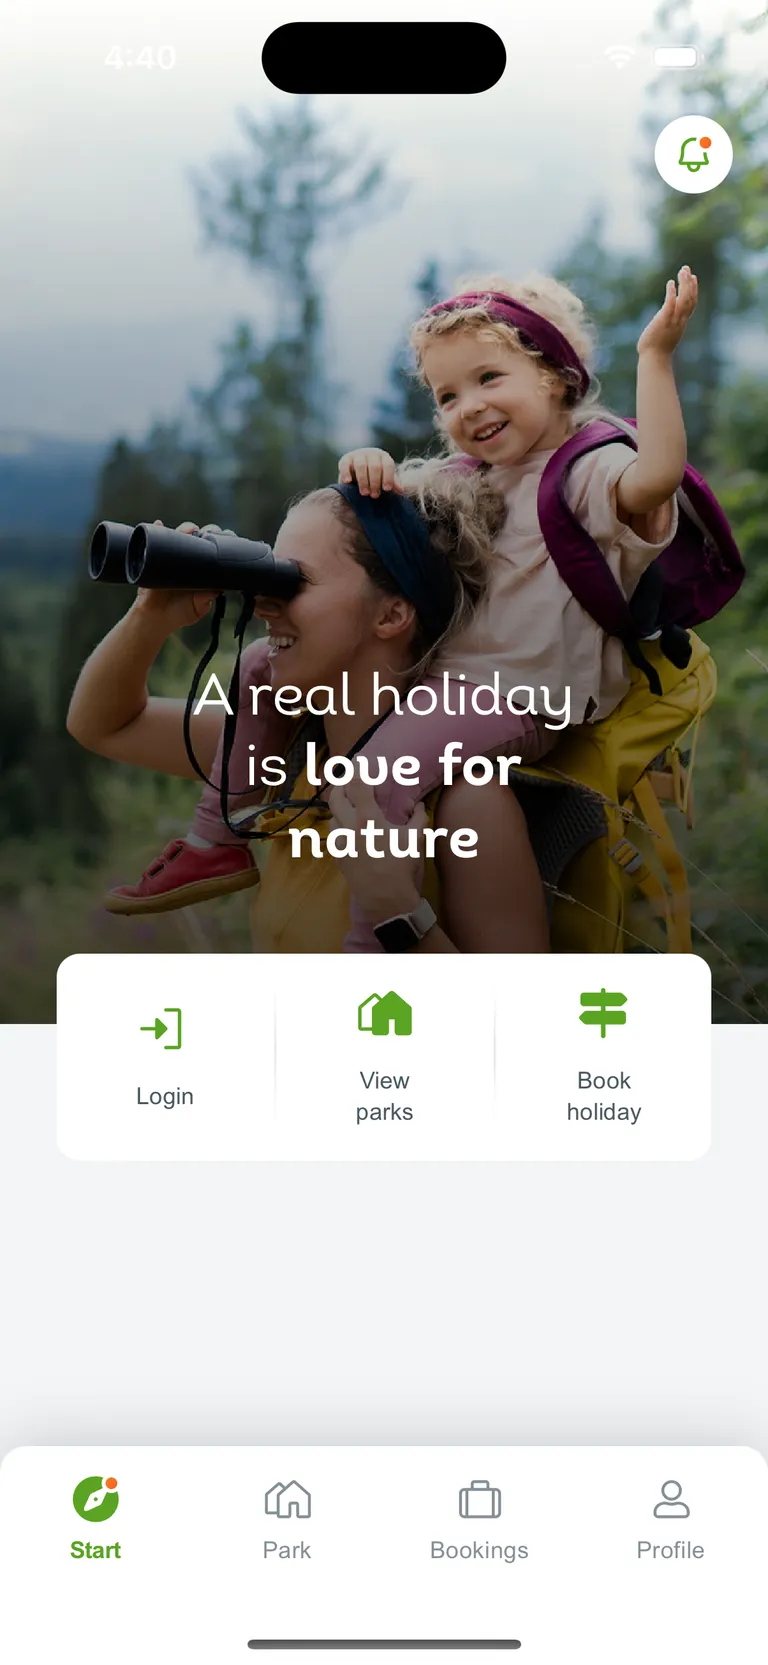 4:40
A real holiday
is love for
nature
Login
View
parks
Book
holiday
Start
Park
Bookings
Profile